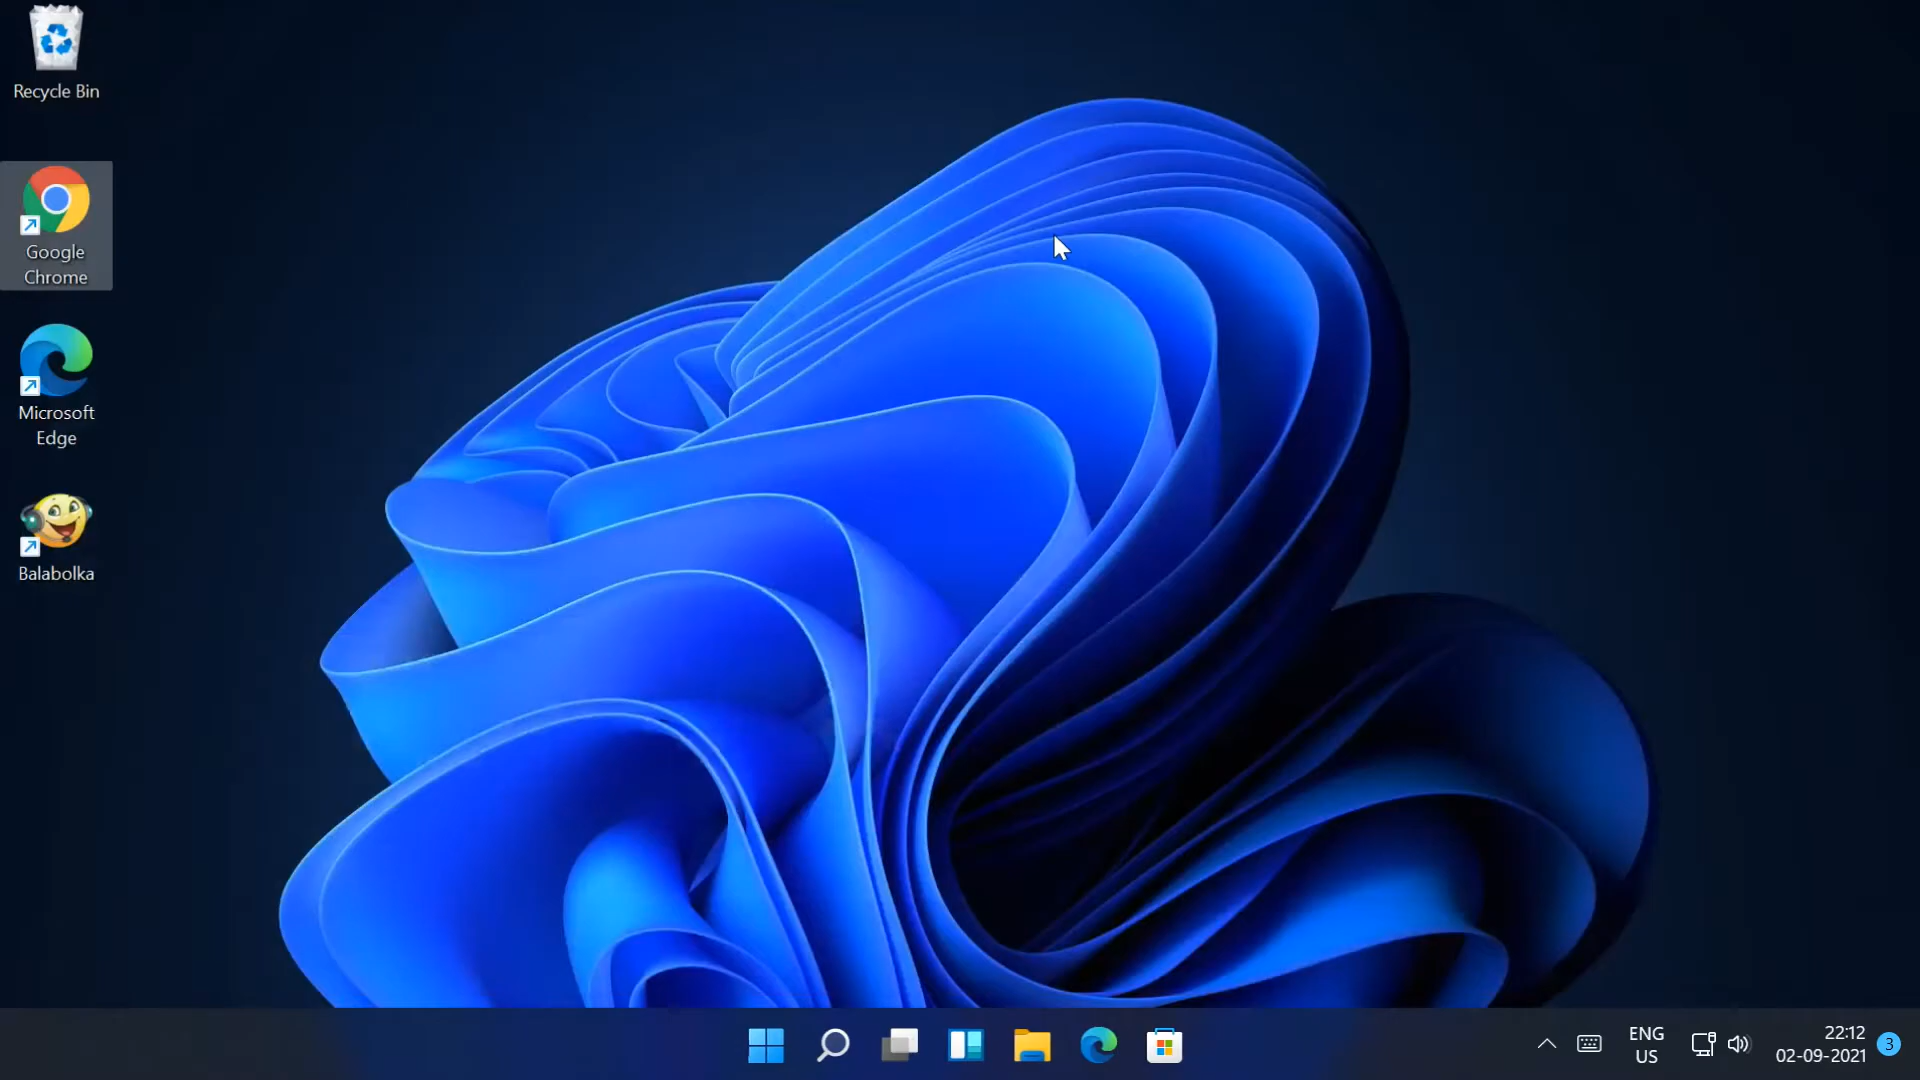 Recycle Bin
Google
Chrome
Microsoft
Edge
Balabolka
ENG
US
22:12
02-09-2021
3